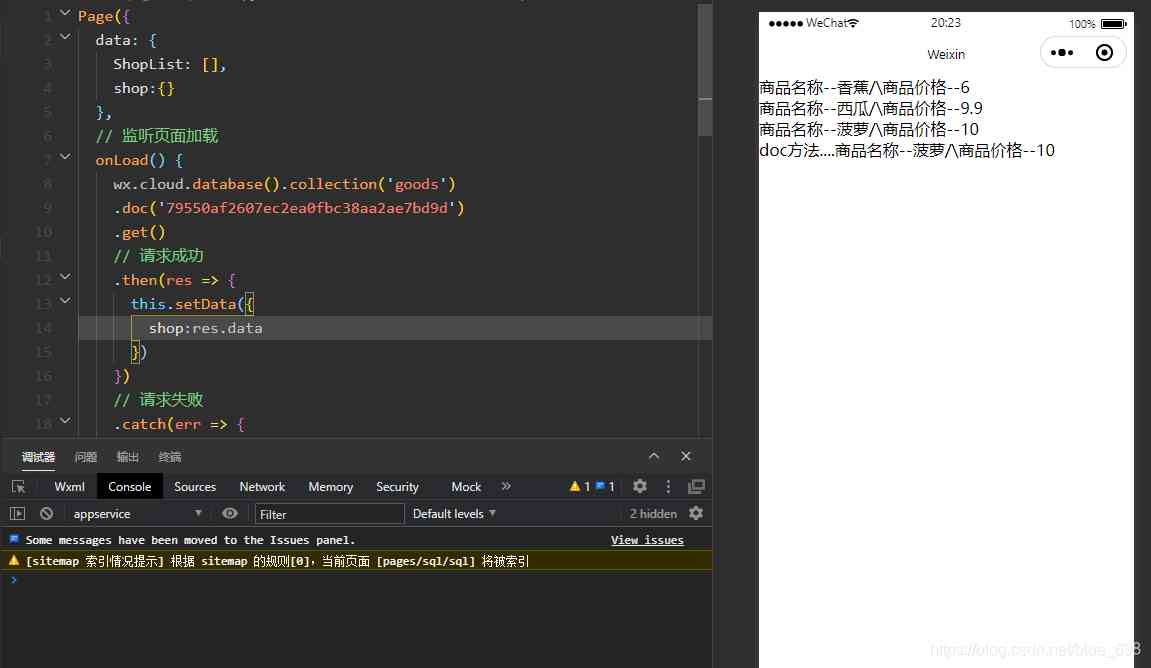 1 Page({
2 data: {
3 ShopList: [],
4 shop:{}
5 },
6 // 监听页面加载
7 onLoad() {
8 wx.cloud.database().collection('goods')
9 .doc('79550af2607ec2ea0fbc38aa2ae7bd9d')
10 .get()
11 // 请求成功
12 .then(res => {
13 this.setData({
14 shop:res.data
15 })
16 })
17 // 请求失败
18 .catch(err => {
调试器 问题 输出 终端
Wxml Console Sources Network Memory Security Mock » 1 1
appservice Filter Default levels 2 hidden
Some messages have been moved to the Issues panel. View issues
[sitemap 索引情况提示] 根据 sitemap 的规则[0]，当前页面 [pages/sql/sql] 将被索引
WeChat 20:23 100%
Weixin
商品名称--香蕉/\商品价格--6
商品名称--西瓜/\商品价格--9.9
商品名称--菠萝/\商品价格--10
doc方法....商品名称--菠萝/\商品价格--10
https://blog.csdn.net/blue_698